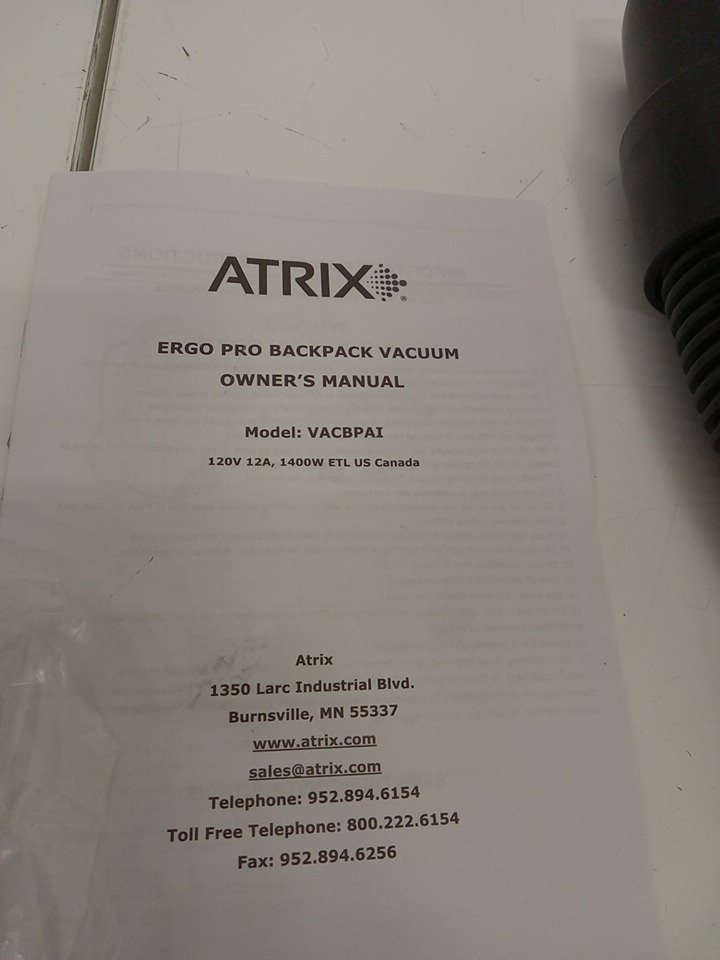 ATRIX®
ERGO PRO BACKPACK VACUUM
OWNER'S MANUAL
Model: VACBPAI
120V 12A, 1400W ETL US Canada
Atrix
1350 Larc Industrial Blvd.
Burnsville, MN 55337
www.atrix.com
sales@atrix.com
Telephone: 952.894.6154
Toll Free Telephone: 800.222.6154
Fax: 952.894.6256